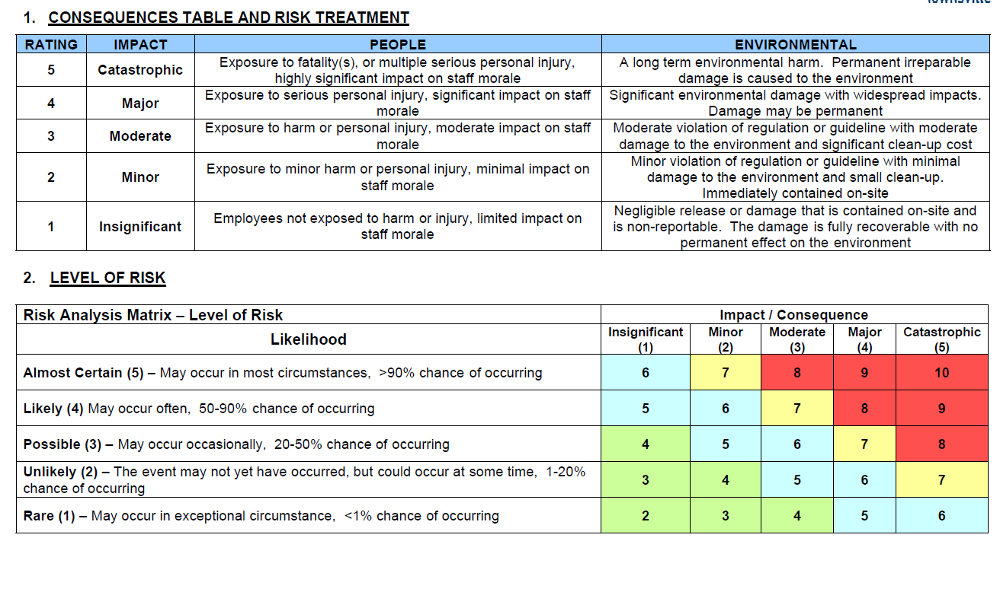 1. CONSEQUENCES TABLE AND RISK TREATMENT
RATING IMPACT PEOPLE ENVIRONMENTAL
5 Catastrophic Exposure to fatality(s), or multiple serious personal injury,
highly significant impact on staff morale
A long term environmental harm. Permanent irreparable
damage is caused to the environment
4 Major Exposure to serious personal injury, significant impact on staff
morale
Significant environmental damage with widespread impacts.
Damage may be permanent
3 Moderate Exposure to harm or personal injury, moderate impact on staff
morale
Moderate violation of regulation or guideline with moderate
damage to the environment and significant clean-up cost
2 Minor Exposure to minor harm or personal injury, minimal impact on
staff morale
Minor violation of regulation or guideline with minimal
damage to the environment and small clean-up.
Immediately contained on-site
1 Insignificant Employees not exposed to harm or injury, limited impact on
staff morale
Negligible release or damage that is contained on-site and
is non-reportable. The damage is fully recoverable with no
permanent effect on the environment
2. LEVEL OF RISK
Risk Analysis Matrix – Level of Risk Impact / Consequence
Likelihood
Insignificant Minor Moderate Major Catastrophic
(1) (2) (3) (4) (5)
Almost Certain (5) – May occur in most circumstances, >90% chance of occurring 6 7 8 9 10
Likely (4) May occur often, 50-90% chance of occurring 5 6 7 8 9
Possible (3) – May occur occasionally, 20-50% chance of occurring 4 5 6 7 8
Unlikely (2) – The event may not yet have occurred, but could occur at some time, 1-20%
chance of occurring 3 4 5 6 7
Rare (1) – May occur in exceptional circumstance, <1% chance of occurring 2 3 4 5 6